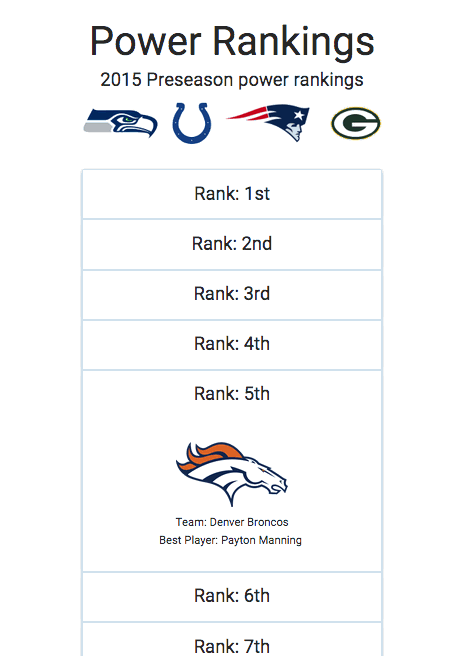 Power Rankings
2015 Preseason power rankings
G
Rank: 1st
Rank: 2nd
Rank: 3rd
Rank: 4th
Rank: 5th
Team: Denver Broncos
Best Player: Payton Manning
Rank: 6th
Rank: 7th